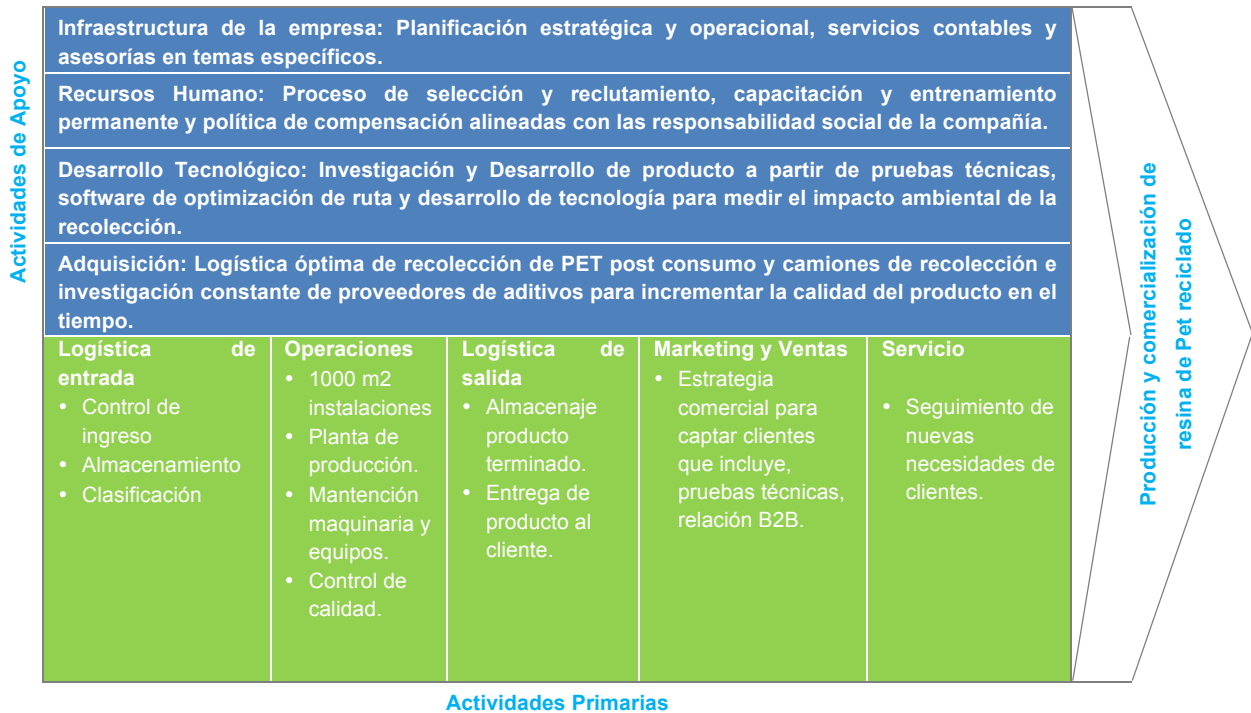 Actividades de Apoyo
Infraestructura de la empresa: Planificación estratégica y operacional, servicios contables y
asesorías en temas específicos.
Recursos Humano: Proceso de selección y reclutamiento, capacitación y entrenamiento
permanente y política de compensación alineadas con las responsabilidad social de la compañía.
Desarrollo Tecnológico: Investigación y Desarrollo de producto a partir de pruebas técnicas,
software de optimización de ruta y desarrollo de tecnología para medir el impacto ambiental de la
recolección.
Adquisición: Logística óptima de recolección de PET post consumo y camiones de recolección e
investigación constante de proveedores de aditivos para incrementar la calidad del producto en el
tiempo.
Logística de
entrada
• Control de
ingreso
• Almacenamiento
• Clasificación
Operaciones
• 1000 m2
instalaciones
• Planta de
producción.
• Mantención
maquinaria y
equipos.
• Control de
calidad.
Logística de
salida
• Almacenaje
producto
terminado.
• Entrega de
producto al
cliente.
Marketing y Ventas
• Estrategia
comercial para
captar clientes
que incluye,
pruebas técnicas,
relación B2B.
Servicio
• Seguimiento de
nuevas
necesidades de
clientes.
Producción y comercialización de
resina de Pet reciclado
Actividades Primarias